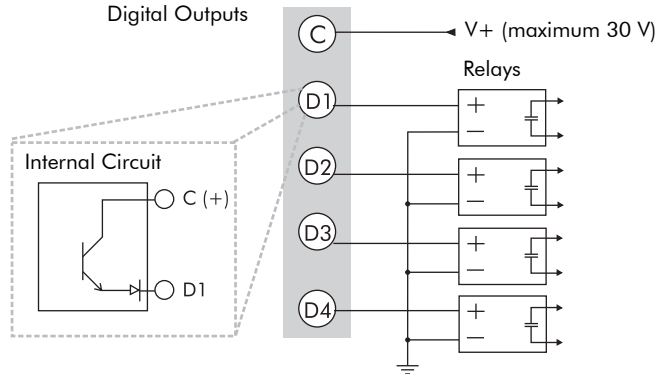 Digital Outputs
C
V+ (maximum 30 V)
Relays
D1
+
—
Internal Circuit
C (+)
D1
D2
+
—
D3
+
—
D4
+
—